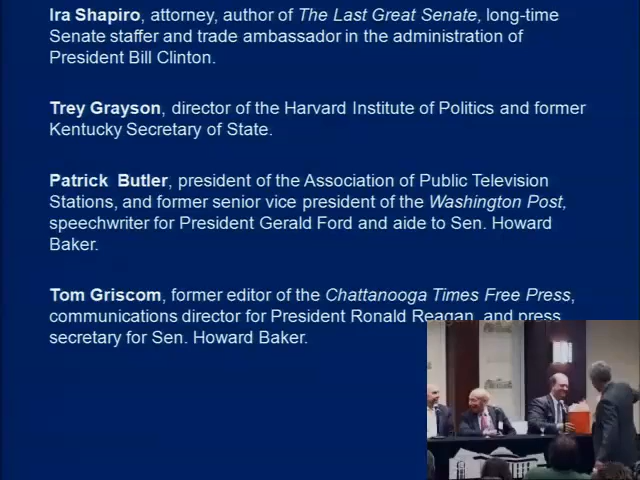 Ira Shapiro, attorney, author of The Last Great Senate, long-time
Senate staffer and trade ambassador in the administration of
President Bill Clinton.
Trey Grayson, director of the Harvard Institute of Politics and former
Kentucky Secretary of State.
Patrick Butler, president of the Association of Public Television
Stations, and former senior vice president of the Washington Post,
speechwriter for President Gerald Ford and aide to Sen. Howard
Baker.
Tom Griscom, former editor of the Chattanooga Times Free Press,
communications director for President Ronald Reagan, and press
secretary for Sen. Howard Baker.